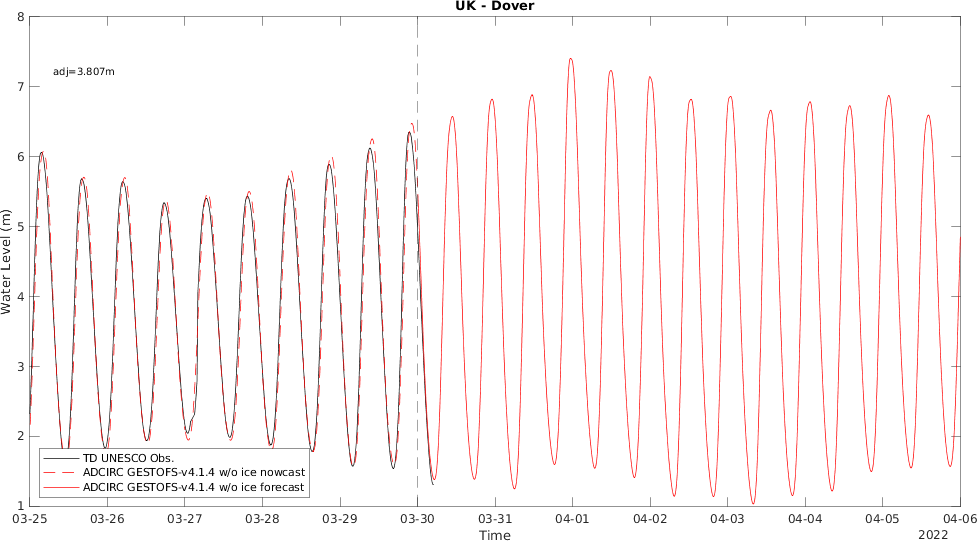 UK - Dover
8
adj=3.807m
7
6
5
4
3
2
1
Water Level (m)
TD UNESCO Obs.
ADCIRC GESTOFS-v4.1.4 w/o ice nowcast
ADCIRC GESTOFS-v4.1.4 w/o ice forecast
03-25 03-26 03-27 03-28 03-29 03-30 03-31 04-01 04-02 04-03 04-04 04-05 04-06
Time
2022